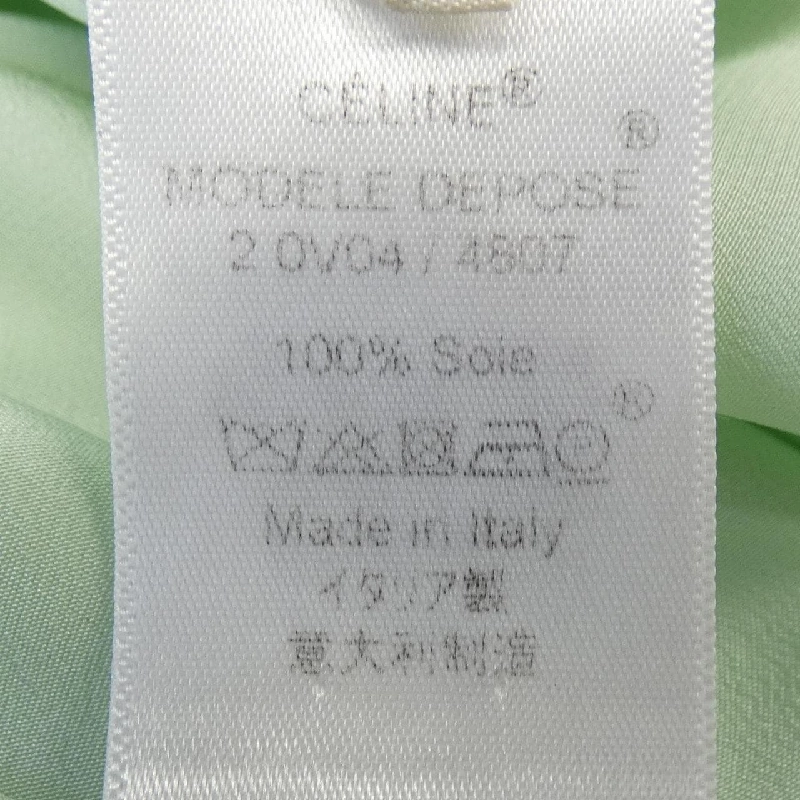 CÉLINE®
®
MODELE DEPOSE
2 0V04 / 4607
100% Soie
®
P
Made in Italy
イタリア製
意大利制造